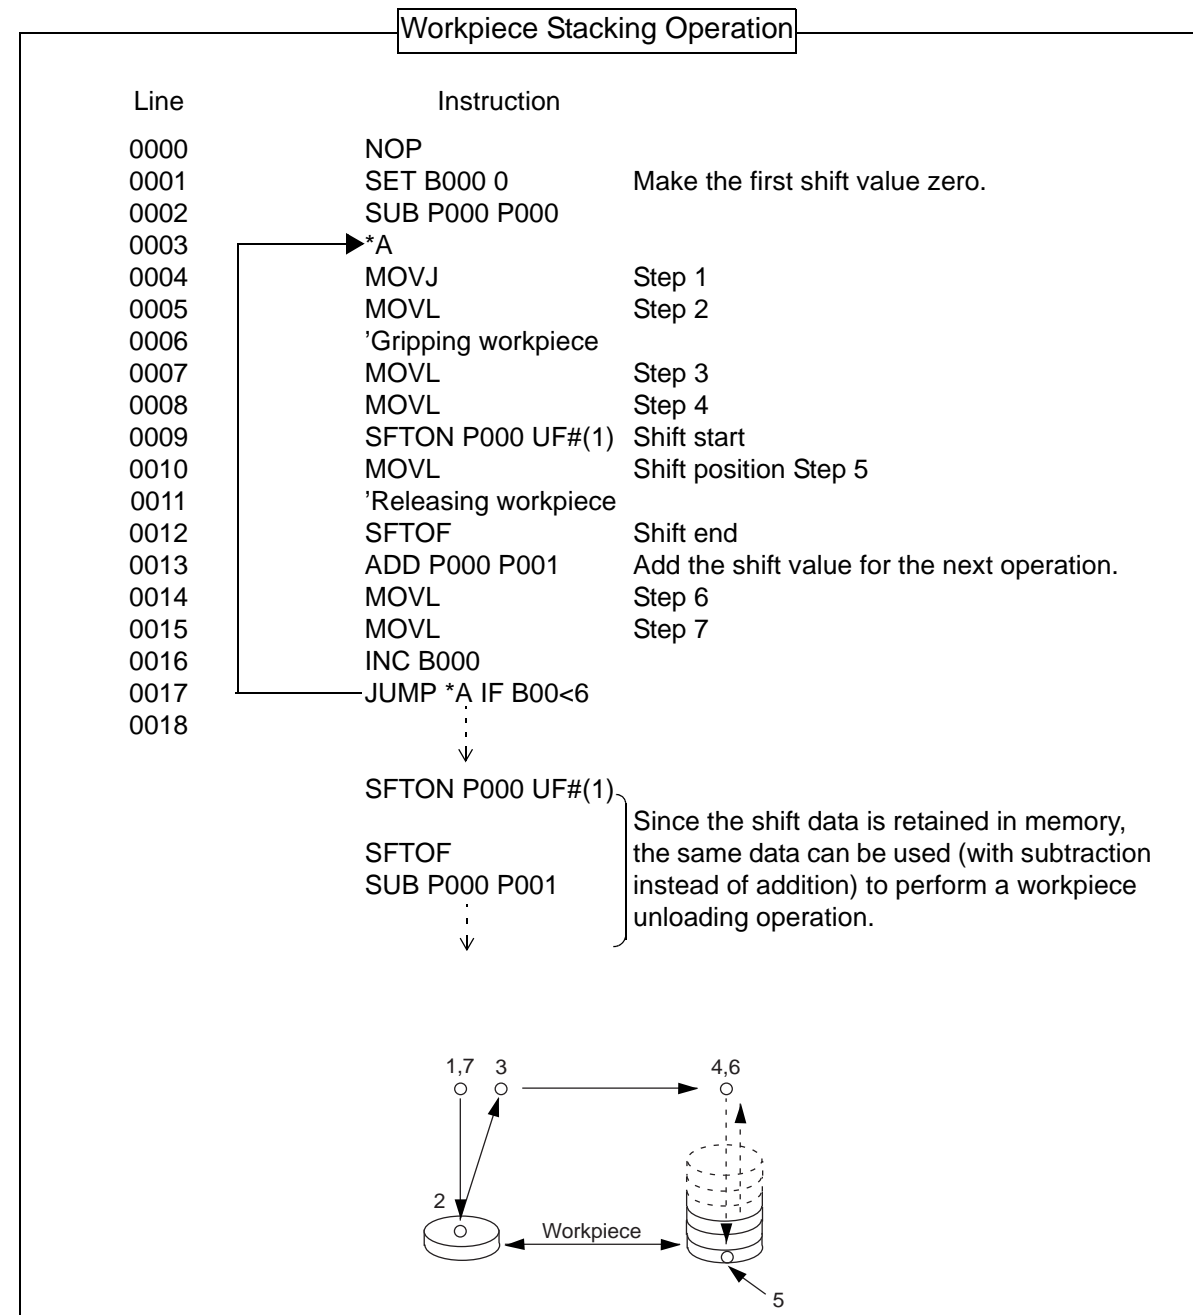 Workpiece Stacking Operation
Line Instruction
0000 NOP
0001 SET B000 0 Make the first shift value zero.
0002 SUB P000 P000
0003 *A
0004 MOVJ Step 1
0005 MOVL Step 2
0006 ’Gripping workpiece
0007 MOVL Step 3
0008 MOVL Step 4
0009 SFTON P000 UF#(1) Shift start
0010 MOVL Shift position Step 5
0011 ’Releasing workpiece
0012 SFTOF Shift end
0013 ADD P000 P001 Add the shift value for the next operation.
0014 MOVL Step 6
0015 MOVL Step 7
0016 INC B000
0017 JUMP *A IF B00<6
0018
SFTON P000 UF#(1)
Since the shift data is retained in memory,
SFTOF the same data can be used (with subtraction
SUB P000 P001 instead of addition) to perform a workpiece
unloading operation.
1,7 3 4,6
2
Workpiece
5